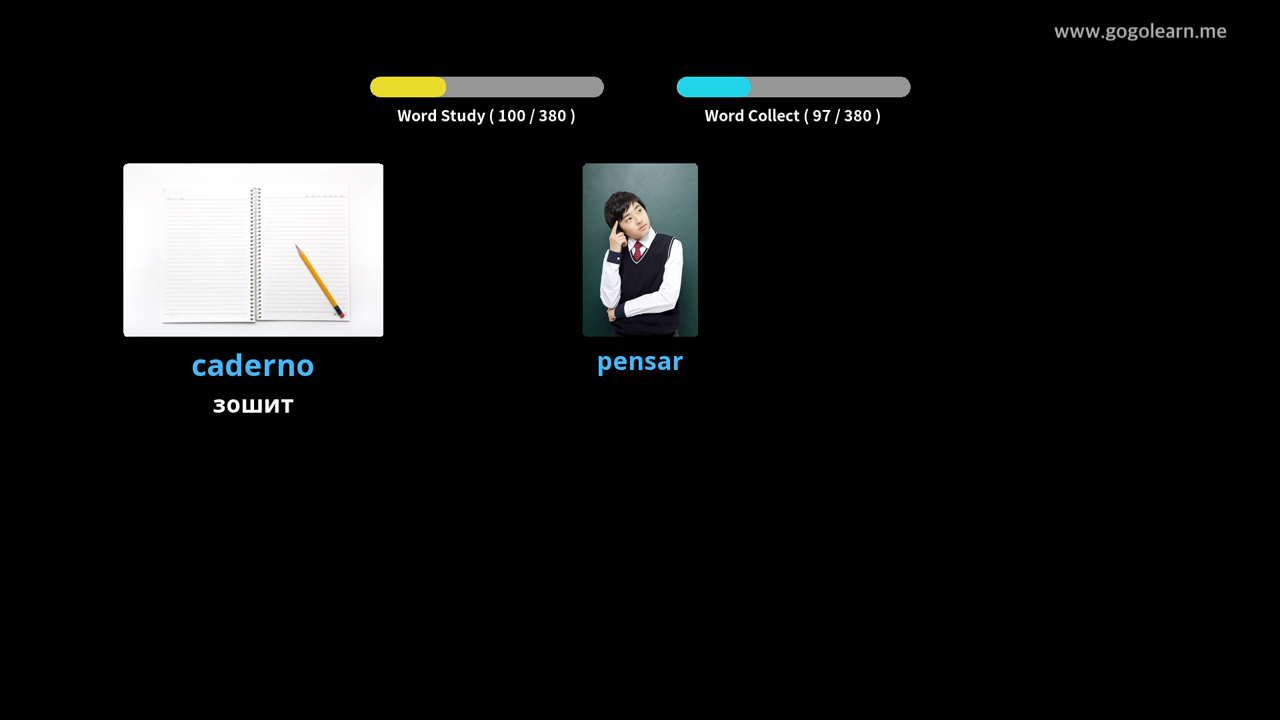 www.gogolearn.me
Word Study ( 100 / 380 )
Word Collect ( 97 / 380 )
caderno
зошит
pensar